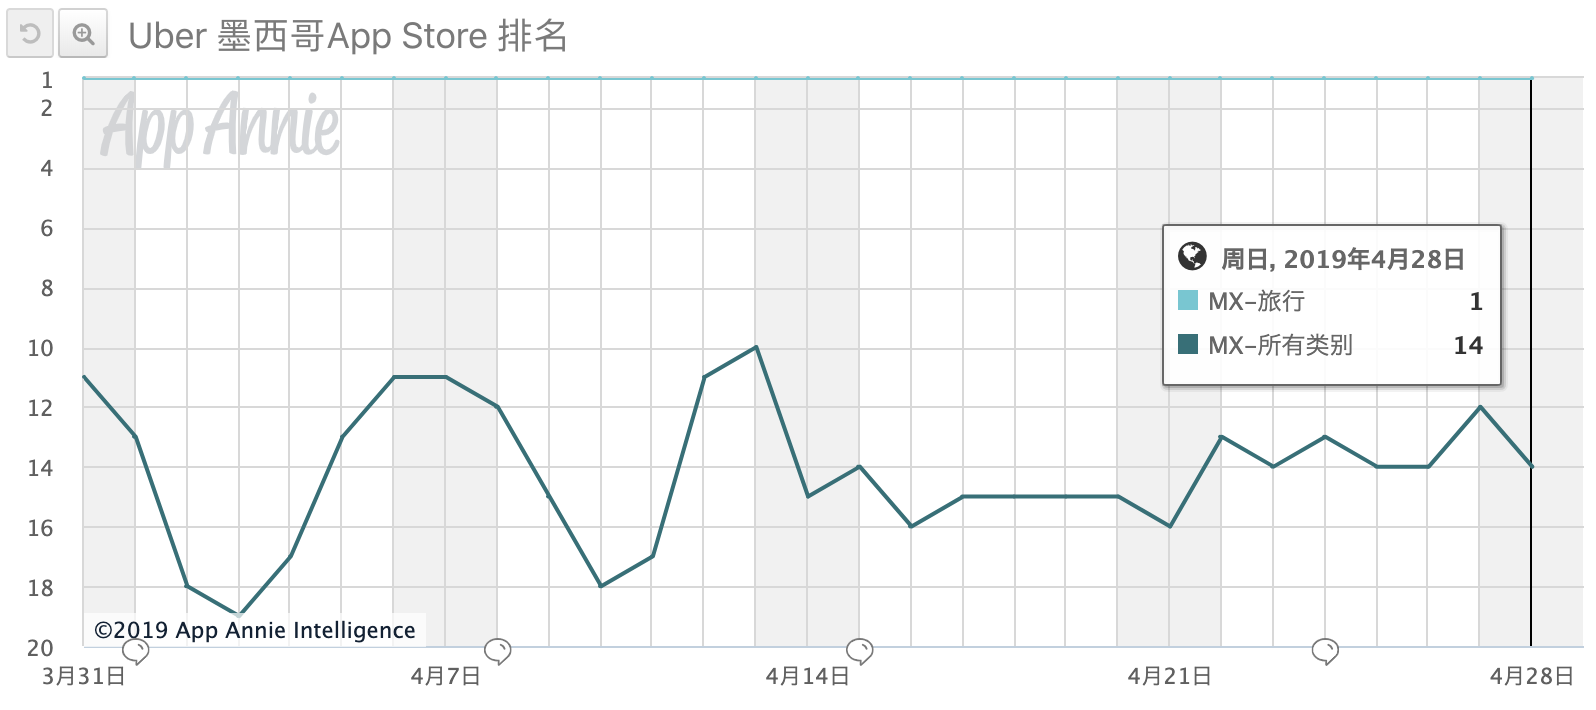 Uber 墨西哥App Store 排名
1
2
4
6
8
10
12
14
16
18
20
App Annie
周日, 2019年4月28日
MX-旅行 1
MX-所有类别 14
©2019 App Annie Intelligence
3月31日 4月7日 4月14日 4月21日 4月28日